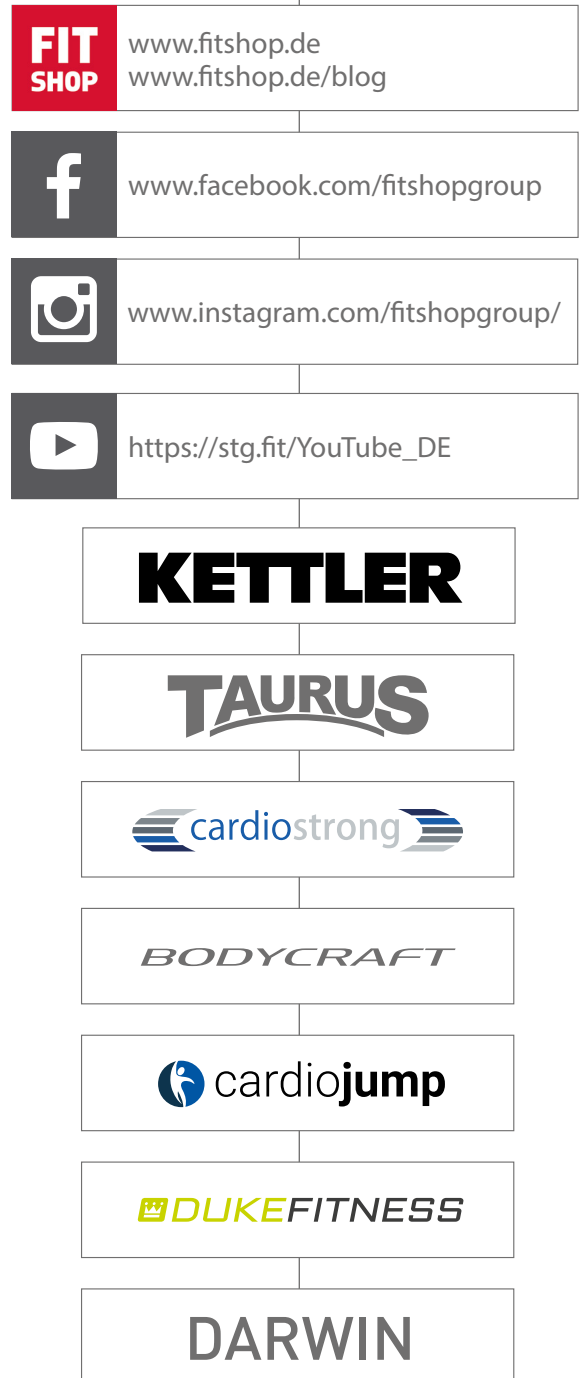 FIT
SHOP
www.fitshop.de
www.fitshop.de/blog
f
www.facebook.com/fitshopgroup
www.instagram.com/fitshopgroup/
https://stg.fit/YouTube_DE
KETTLER
TAURUS
cardiostrong
BODYCRAFT
cardiojump
DUKEFITNESS
DARWIN